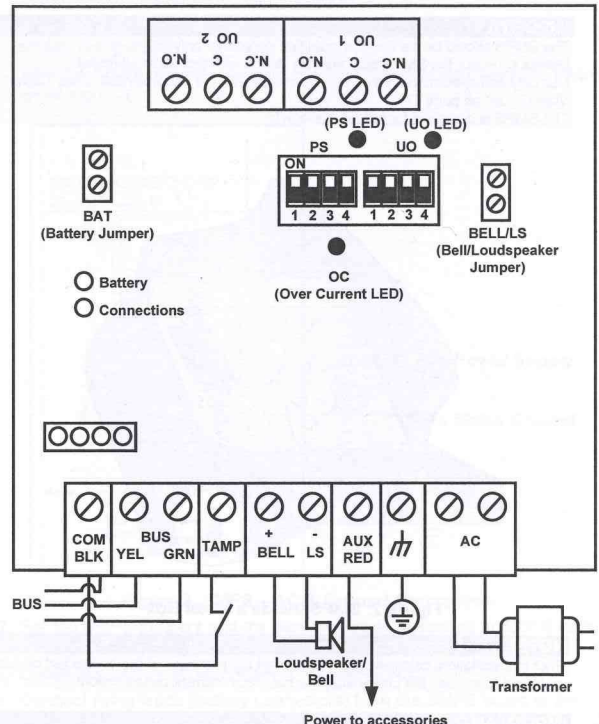 UO 2
N.O C N.C
UO
N.O C N.C
(PS LED) (UO LED)
PS UO
ON
1 2 3 4 1 2 3 4
BAT
(Battery Jumper)
BELL/LS
(Bell/Loudspeaker
Jumper)
OC
(Over Current LED)
Battery
Connections
COM
BLK
BUS
YEL GRN
TAMP
+
BELL
-
LS
AUX
RED
AC
BUS
Loudspeaker/
Bell
Transformer
Power to accessories